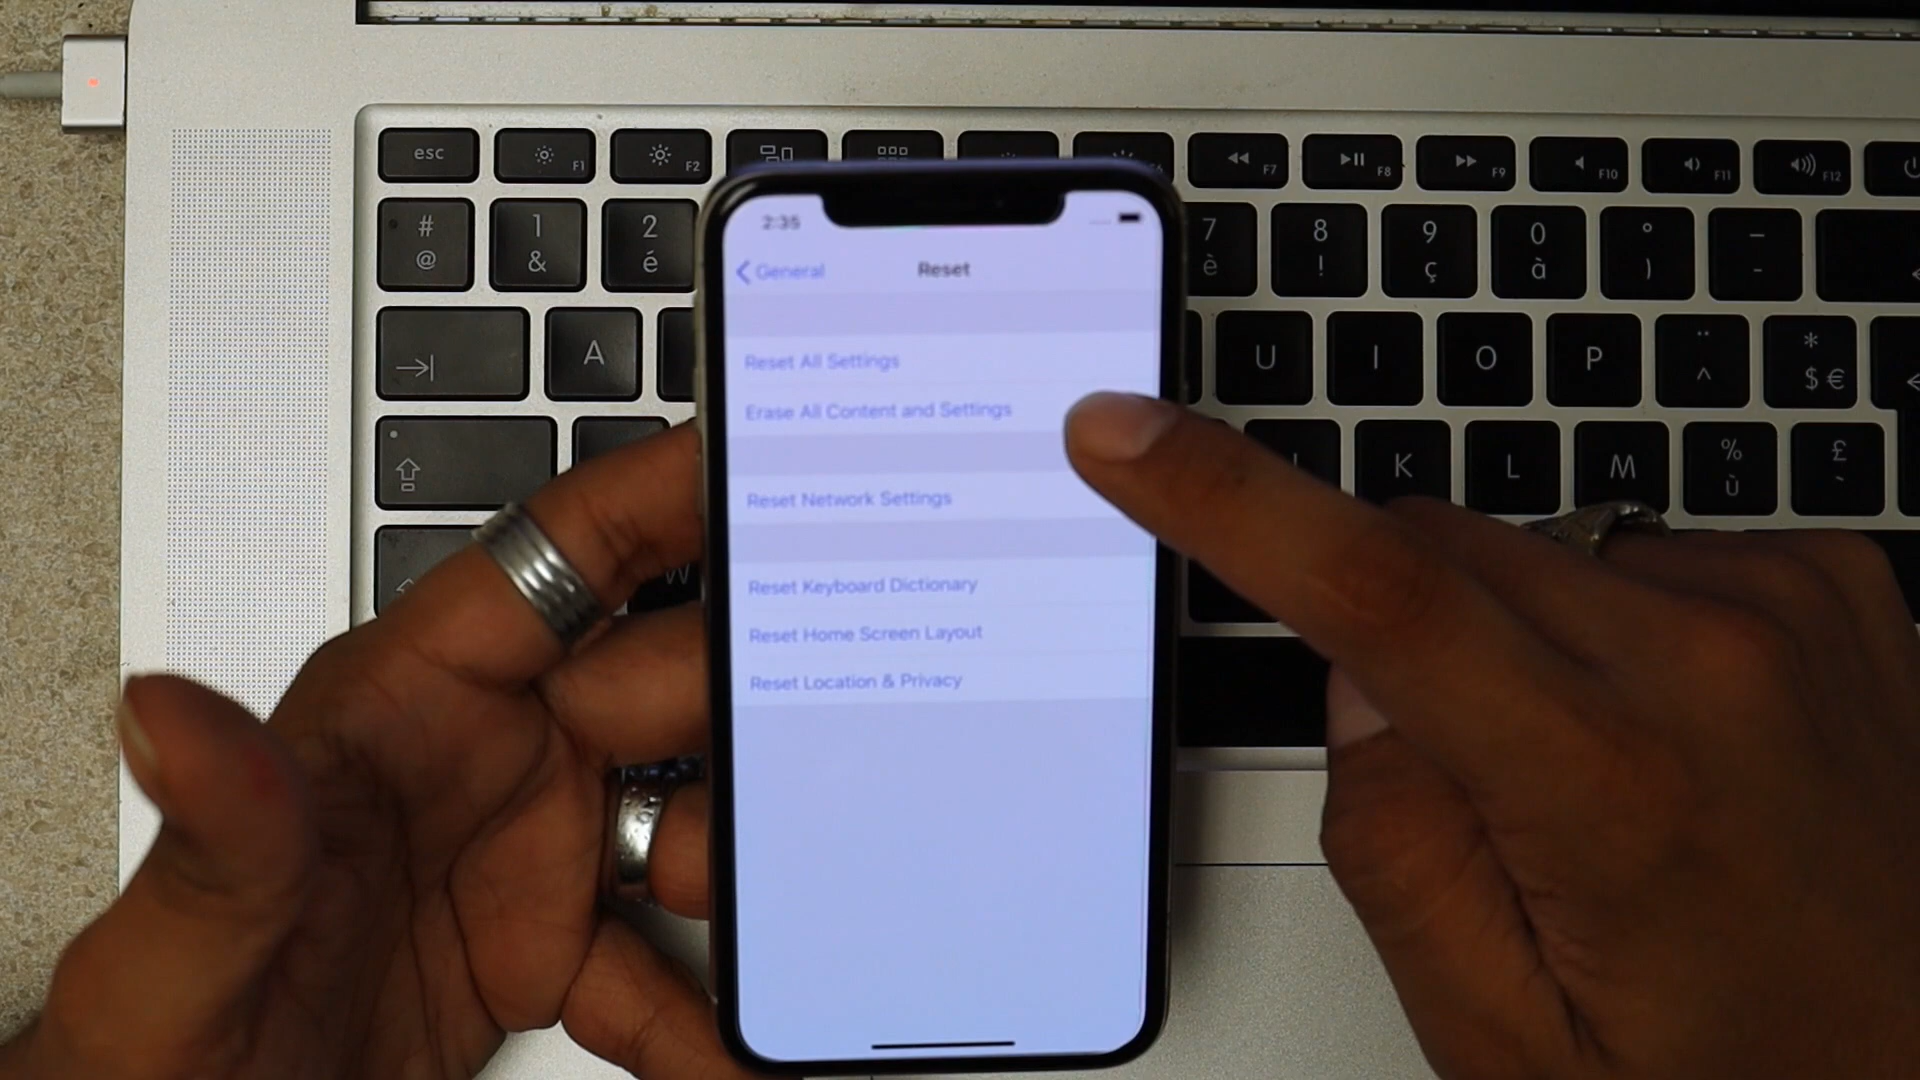 esc F1 F2 F7 F8 F9 F10 F11 F12
# 1 2 7 8 9 0 ° _
@ & é è ! ç à ) -
A U I O P ¨ ^ * $ €
K L M % ù £ `
W
2:35
General Reset
Reset All Settings
Erase All Content and Settings
Reset Network Settings
Reset Keyboard Dictionary
Reset Home Screen Layout
Reset Location & Privacy